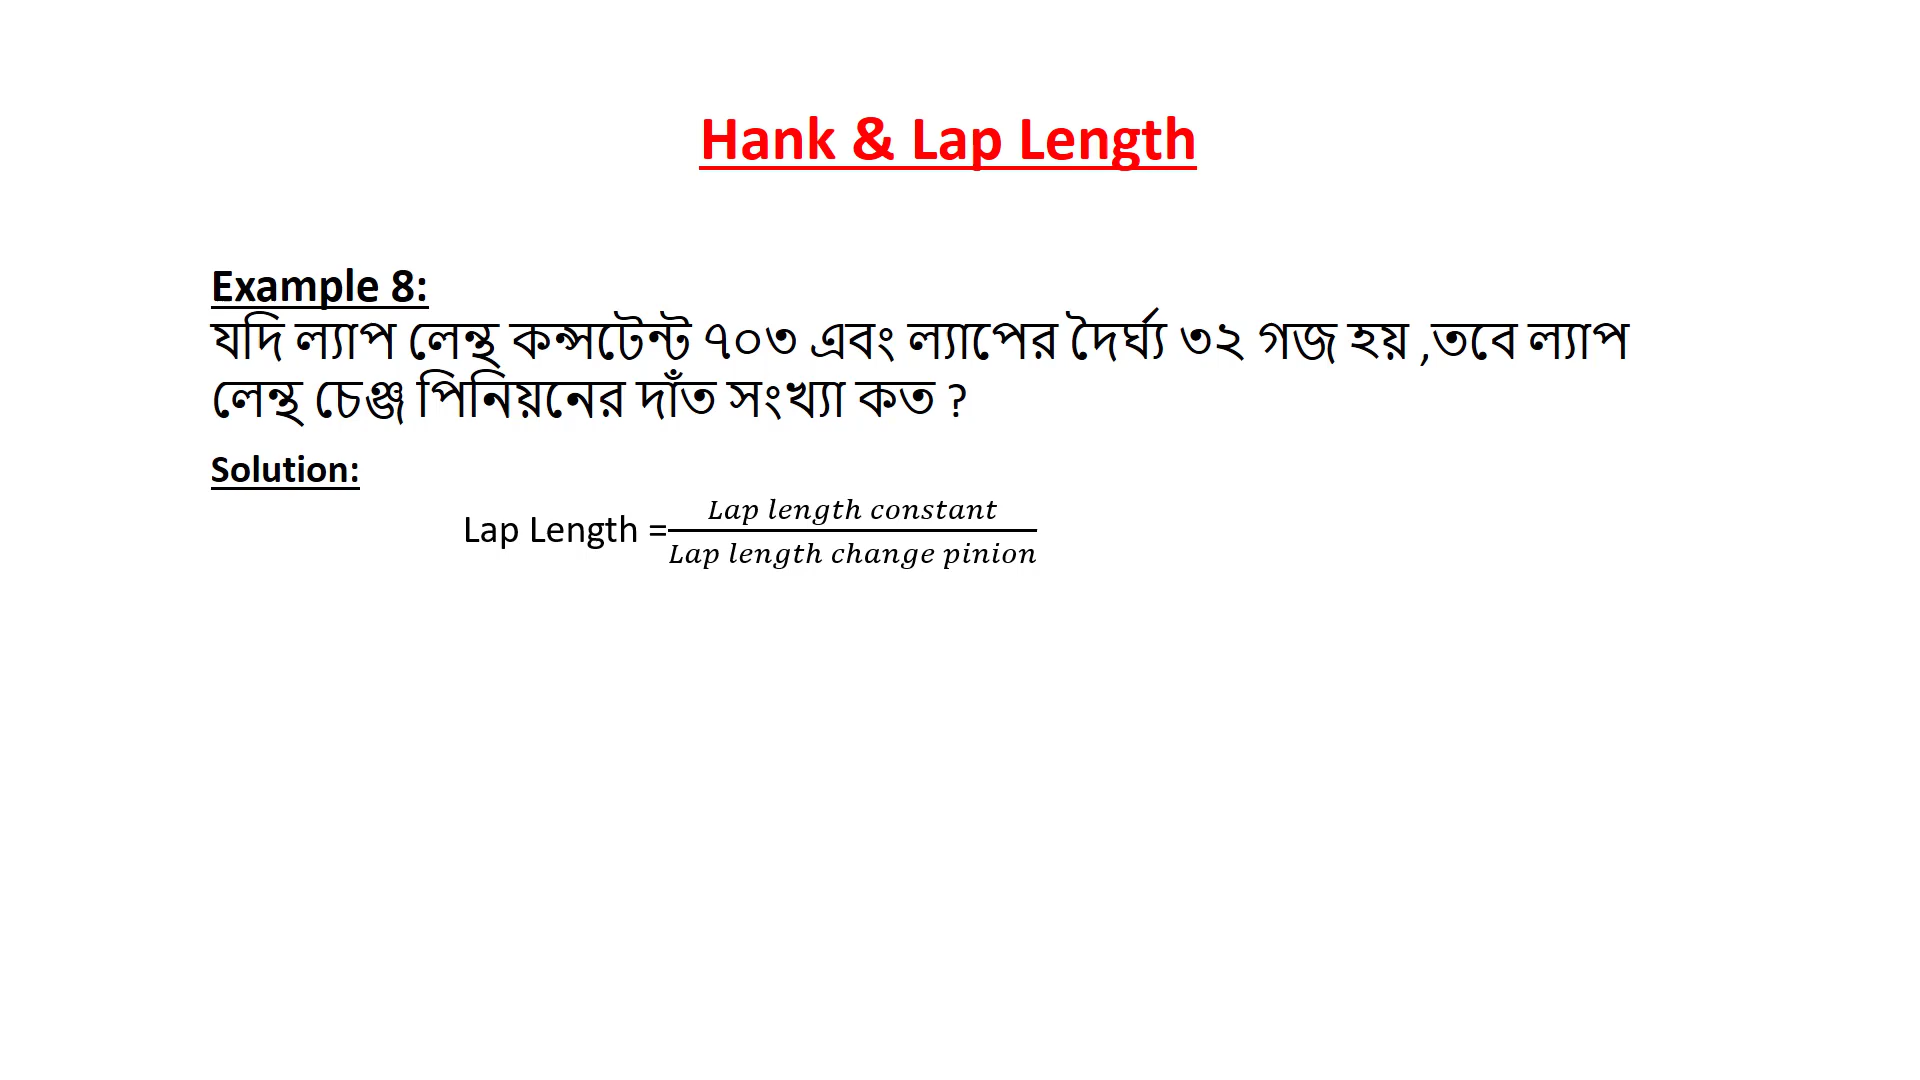 Hank & Lap Length
Example 8:
যদি ল্যাপ লেন্থ কন্সটেন্ট ৭০৩ এবং ল্যাপের দৈর্ঘ্য ৩২ গজ হয় ,তবে ল্যাপ
লেন্থ চেঞ্জ পিনিয়নের দাঁত সংখ্যা কত ?
Solution:
Lap Length = Lap length constant / Lap length change pinion